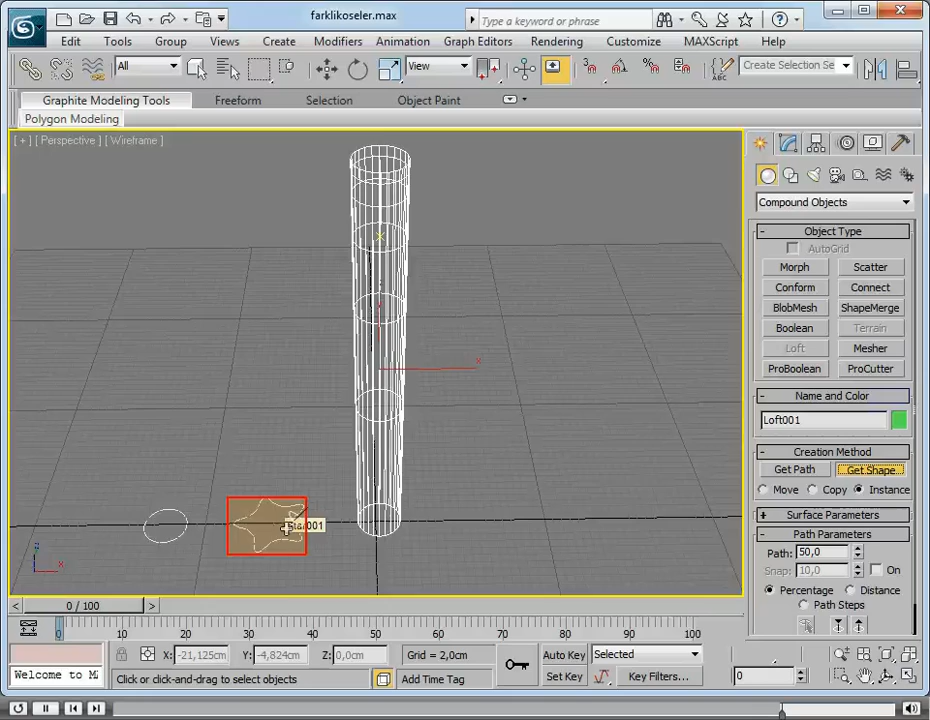 farklikoseler.max
Type a keyword or phrase
Edit Tools Group Views Create Modifiers Animation Graph Editors Rendering Customize MAXScript Help
All View Create Selection Se
Graphite Modeling Tools Freeform Selection Object Paint
Polygon Modeling
[ + ] [ Perspective ] [ Wireframe ]
Compound Objects
Object Type
AutoGrid
Morph Scatter
Conform Connect
BlobMesh ShapeMerge
Boolean Terrain
Loft Mesher
ProBoolean ProCutter
Name and Color
Loft001
Creation Method
Get Path Get Shape
Move Copy Instance
Surface Parameters
Path Parameters
Path: 50,0
Snap: 10,0 On
Percentage Distance
Path Steps
x
x
0 / 100
0 10 20 30 40 50 60 70 80 90 100
X: -21,125cm Y: -4,824cm Z: 0,0cm Grid = 2,0cm Auto Key Selected
Welcome to M Click or click-and-drag to select objects Add Time Tag Set Key Key Filters... 0